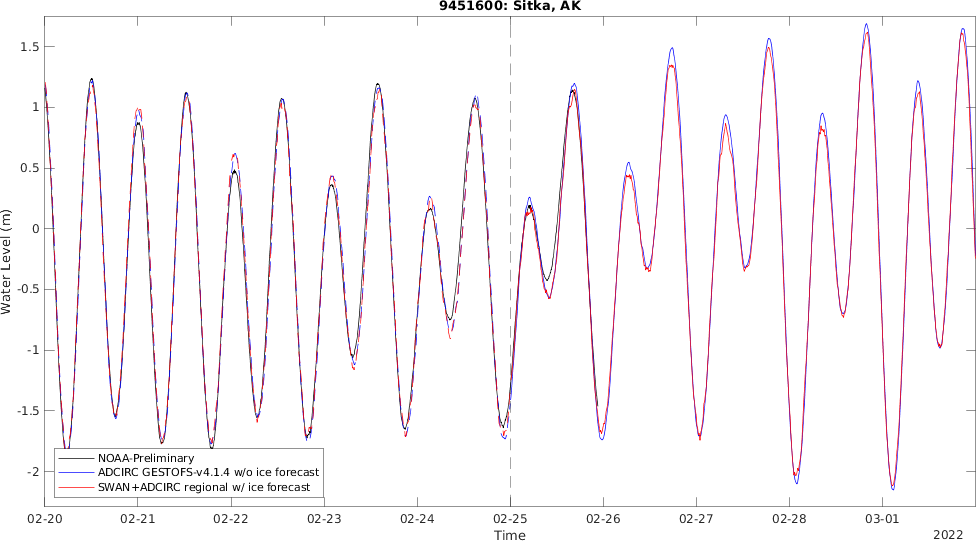 9451600: Sitka, AK
Water Level (m)
1.5
1
0.5
0
-0.5
-1
-1.5
-2
NOAA-Preliminary
ADCIRC GESTOFS-v4.1.4 w/o ice forecast
SWAN+ADCIRC regional w/ ice forecast
02-20 02-21 02-22 02-23 02-24 02-25 02-26 02-27 02-28 03-01
Time
2022